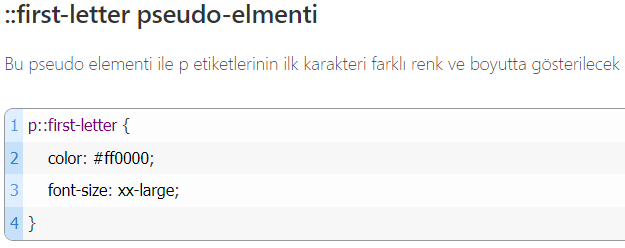 ::first-letter pseudo-elmenti
Bu pseudo elementi ile p etiketlerinin ilk karakteri farklı renk ve boyutta gösterilecek
1 p::first-letter {
2 color: #ff0000;
3 font-size: xx-large;
4 }